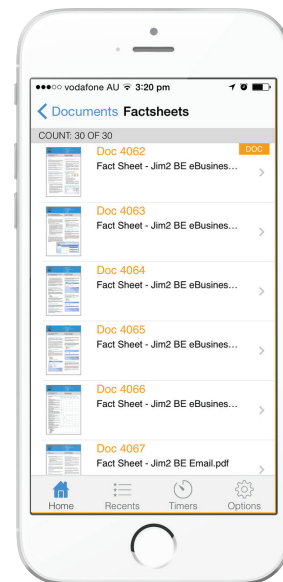 vodafone AU 3:20 pm
Documents Factsheets
COUNT: 30 OF 30
Doc 4062 DOC
Fact Sheet - Jim2 BE eBusines...
Doc 4063
Fact Sheet - Jim2 BE eBusines...
Doc 4064
Fact Sheet - Jim2 BE eBusines...
Doc 4065
Fact Sheet - Jim2 BE eBusines...
Doc 4066
Fact Sheet - Jim2 BE eBusines...
Doc 4067
Fact Sheet - Jim2 BE Email.pdf
Home Recents Timers Options